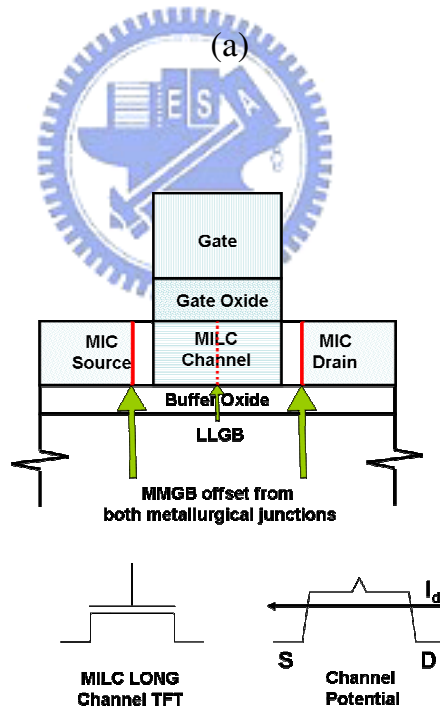 (a)
E S A
Gate
Gate Oxide
MIC
Source
MILC
Channel
MIC
Drain
Buffer Oxide
LLGB
MMGB offset from
both metallurgical junctions
I_d
S D
MILC LONG
Channel TFT
Channel
Potential